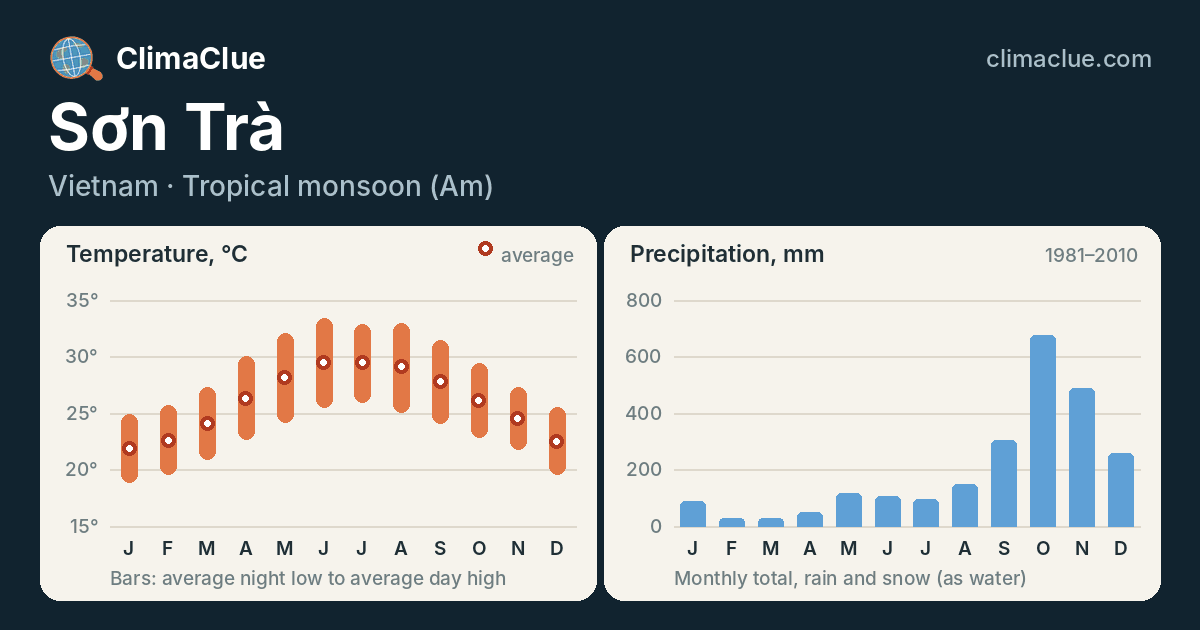 ClimaClue
climaclue.com
Sơn Trà
Vietnam · Tropical monsoon (Am)
Temperature, °C
average
35°
30°
25°
20°
15°
J F M A M J J A S O N D
Bars: average night low to average day high
Precipitation, mm
1981–2010
800
600
400
200
0
J F M A M J J A S O N D
Monthly total, rain and snow (as water)